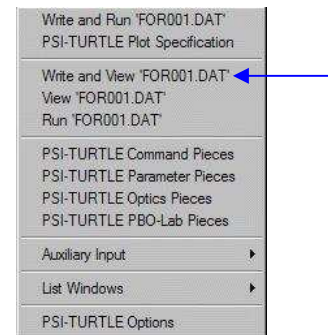 Write and Run 'FOR001.DAT'
PSI-TURTLE Plot Specification
Write and View 'FOR001.DAT'
View 'FOR001.DAT'
Run 'FOR001.DAT'
PSI-TURTLE Command Pieces
PSI-TURTLE Parameter Pieces
PSI-TURTLE Optics Pieces
PSI-TURTLE PBO-Lab Pieces
Auxiliary Input
List Windows
PSI-TURTLE Options